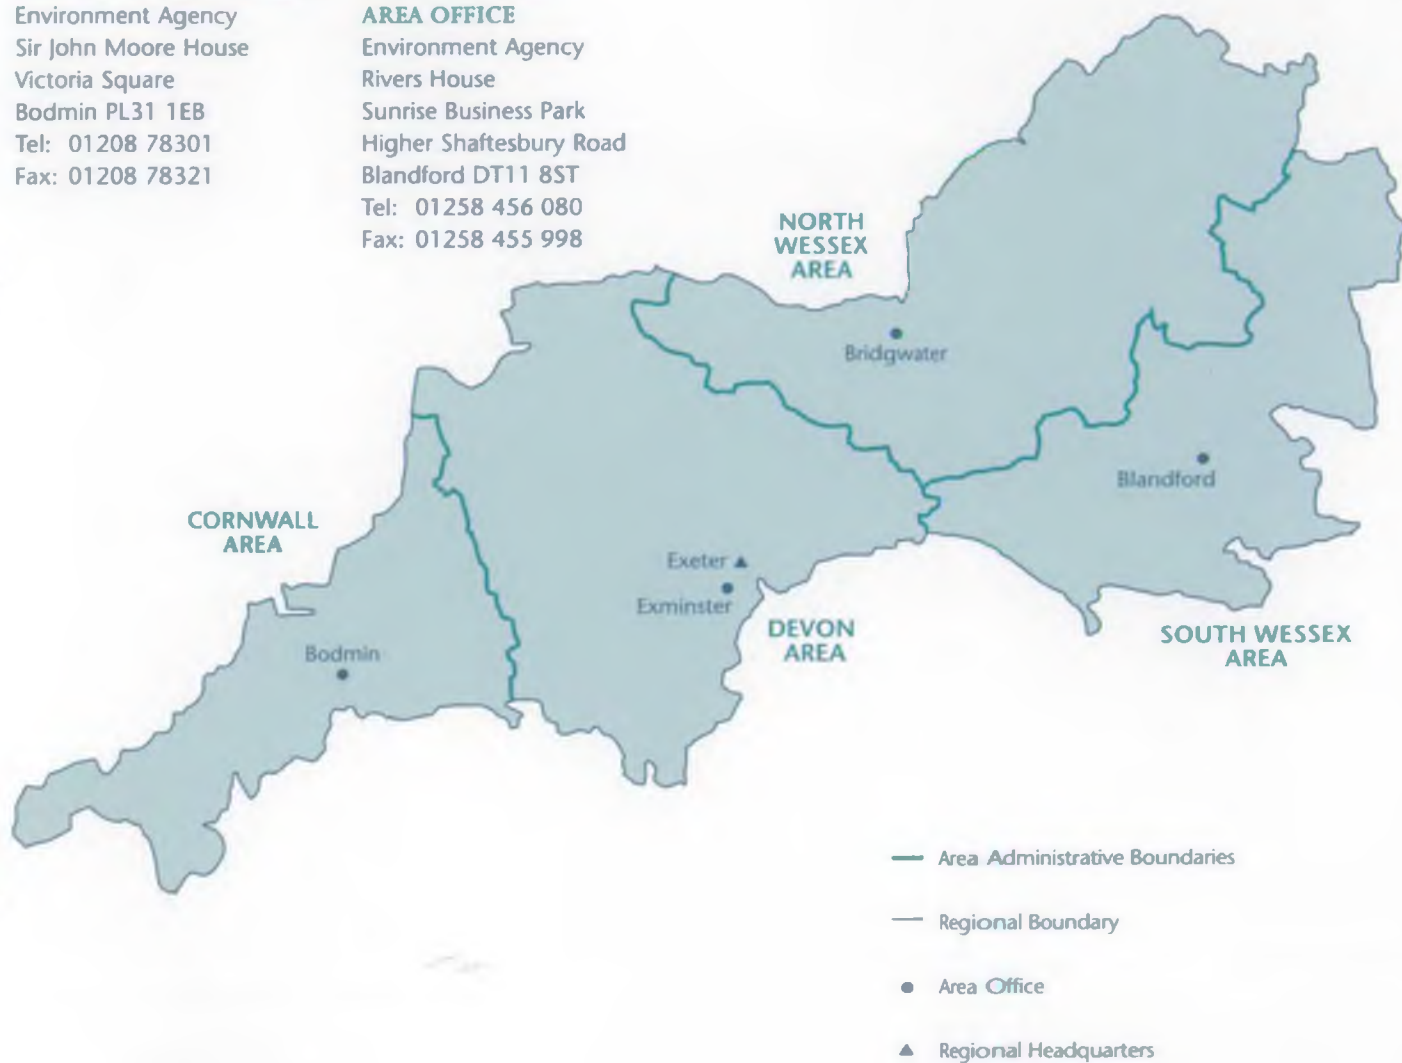 Environment Agency
Sir John Moore House
Victoria Square
Bodmin PL31 1EB
Tel: 01208 78301
Fax: 01208 78321
AREA OFFICE
Environment Agency
Rivers House
Sunrise Business Park
Higher Shaftesbury Road
Blandford DT11 8ST
Tel: 01258 456 080
Fax: 01258 455 998
NORTH
WESSEX
AREA
Bridgwater
Blandford
CORNWALL
AREA
Exeter
Exminster
DEVON
AREA
SOUTH WESSEX
AREA
Bodmin
Area Administrative Boundaries
Regional Boundary
Area Office
Regional Headquarters